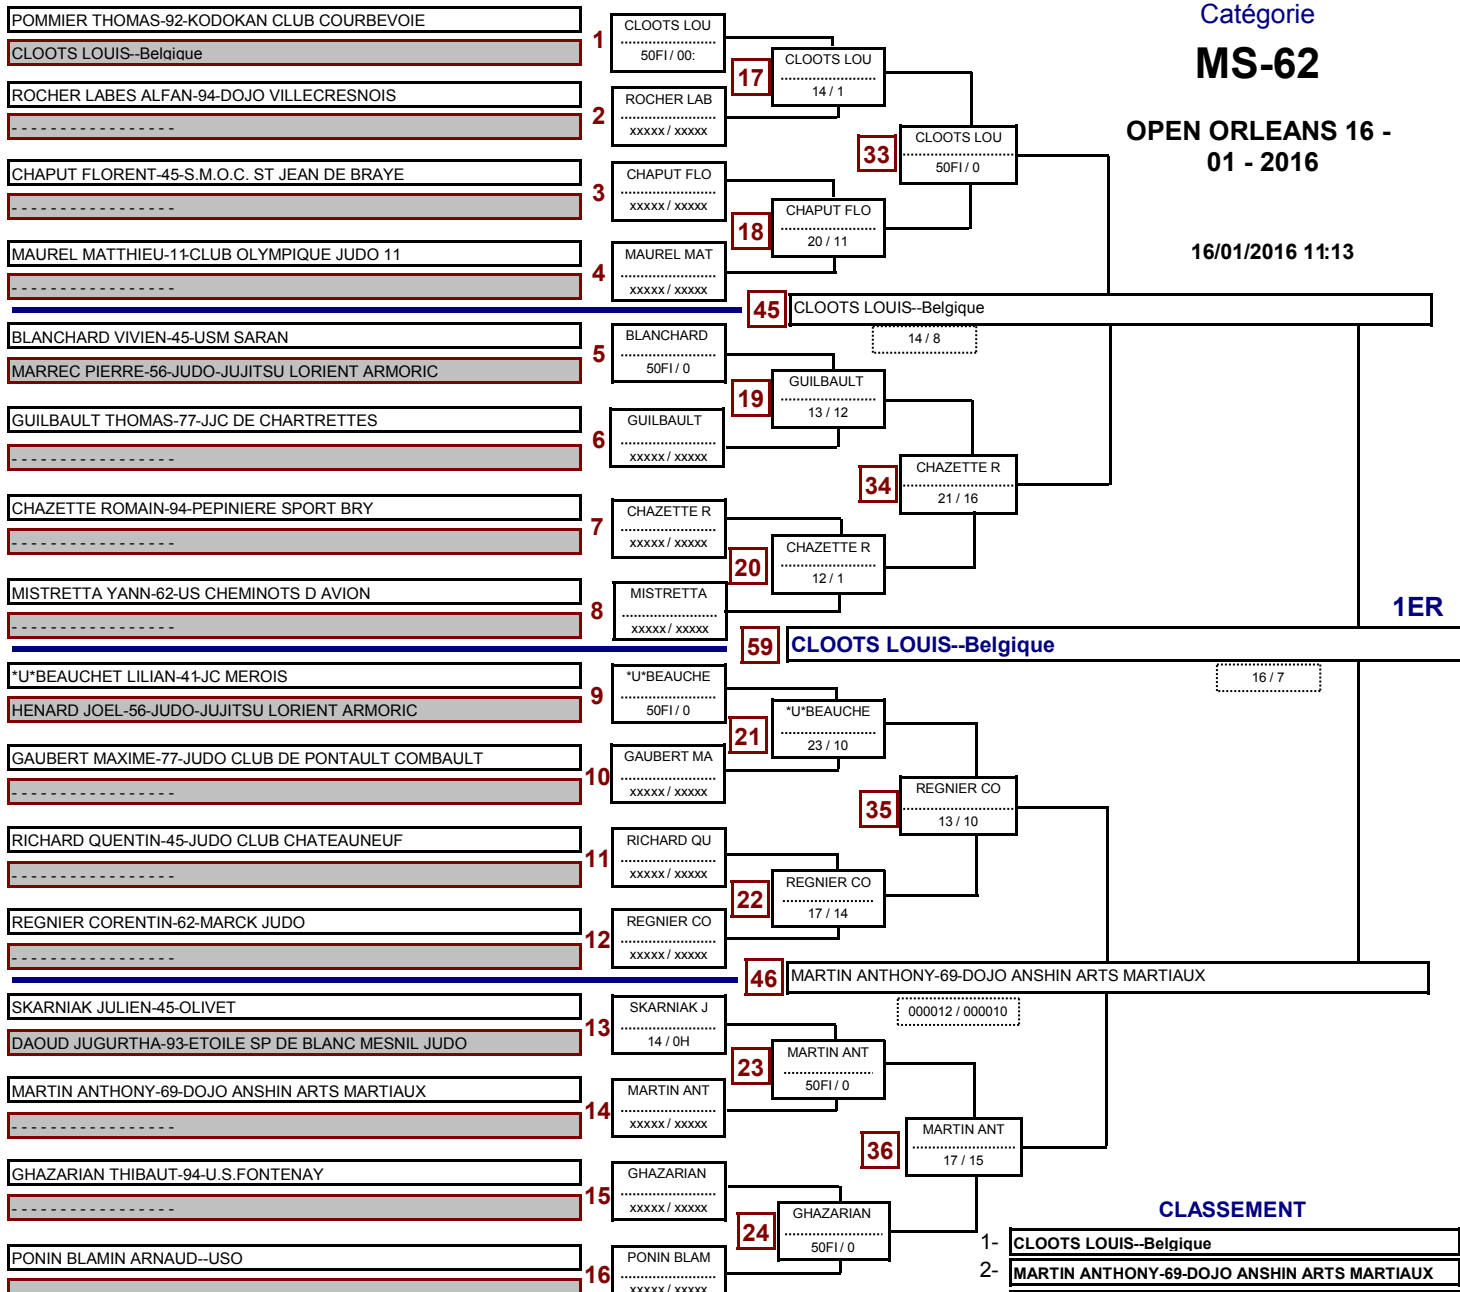 Catégorie
MS-62
OPEN ORLEANS 16 -
01 - 2016
16/01/2016 11:13
POMMIER THOMAS-92-KODOKAN CLUB COURBEVOIE
CLOOTS LOUIS--Belgique
1
CLOOTS LOU
50FI / 00:
ROCHER LABES ALFAN-94-DOJO VILLECRESNOIS
- - - - - - - - - - - - - - - - -
2
ROCHER LAB
xxxxx / xxxxx
17
CLOOTS LOU
14 / 1
CHAPUT FLORENT-45-S.M.O.C. ST JEAN DE BRAYE
- - - - - - - - - - - - - - - - -
3
CHAPUT FLO
xxxxx / xxxxx
33
CLOOTS LOU
50FI / 0
18
CHAPUT FLO
20 / 11
MAUREL MATTHIEU-11-CLUB OLYMPIQUE JUDO 11
- - - - - - - - - - - - - - - - -
4
MAUREL MAT
xxxxx / xxxxx
45
CLOOTS LOUIS--Belgique
14 / 8
BLANCHARD VIVIEN-45-USM SARAN
MARREC PIERRE-56-JUDO-JUJITSU LORIENT ARMORIC
5
BLANCHARD
50FI / 0
19
GUILBAULT
13 / 12
GUILBAULT THOMAS-77-JJC DE CHARTRETTES
- - - - - - - - - - - - - - - - -
6
GUILBAULT
xxxxx / xxxxx
34
CHAZETTE R
21 / 16
CHAZETTE ROMAIN-94-PEPINIERE SPORT BRY
- - - - - - - - - - - - - - - - -
7
CHAZETTE R
xxxxx / xxxxx
20
CHAZETTE R
12 / 1
MISTRETTA YANN-62-US CHEMINOTS D AVION
- - - - - - - - - - - - - - - - -
8
MISTRETTA
xxxxx / xxxxx
1ER
59
CLOOTS LOUIS--Belgique
16 / 7
*U*BEAUCHET LILIAN-41-JC MEROIS
HENARD JOEL-56-JUDO-JUJITSU LORIENT ARMORIC
9
*U*BEAUCHE
50FI / 0
21
*U*BEAUCHE
23 / 10
GAUBERT MAXIME-77-JUDO CLUB DE PONTAULT COMBAULT
- - - - - - - - - - - - - - - - -
10
GAUBERT MA
xxxxx / xxxxx
35
REGNIER CO
13 / 10
RICHARD QUENTIN-45-JUDO CLUB CHATEAUNEUF
- - - - - - - - - - - - - - - - -
11
RICHARD QU
xxxxx / xxxxx
22
REGNIER CO
17 / 14
REGNIER CORENTIN-62-MARCK JUDO
- - - - - - - - - - - - - - - - -
12
REGNIER CO
xxxxx / xxxxx
46
MARTIN ANTHONY-69-DOJO ANSHIN ARTS MARTIAUX
000012 / 000010
SKARNIAK JULIEN-45-OLIVET
DAOUD JUGURTHA-93-ETOILE SP DE BLANC MESNIL JUDO
13
SKARNIAK J
14 / 0H
23
MARTIN ANT
50FI / 0
MARTIN ANTHONY-69-DOJO ANSHIN ARTS MARTIAUX
- - - - - - - - - - - - - - - - -
14
MARTIN ANT
xxxxx / xxxxx
36
MARTIN ANT
17 / 15
GHAZARIAN THIBAUT-94-U.S.FONTENAY
- - - - - - - - - - - - - - - - -
15
GHAZARIAN
xxxxx / xxxxx
24
GHAZARIAN
50FI / 0
PONIN BLAMIN ARNAUD--USO
16
PONIN BLAM
xxxxx / xxxxx
CLASSEMENT
1- CLOOTS LOUIS--Belgique
2- MARTIN ANTHONY-69-DOJO ANSHIN ARTS MARTIAUX